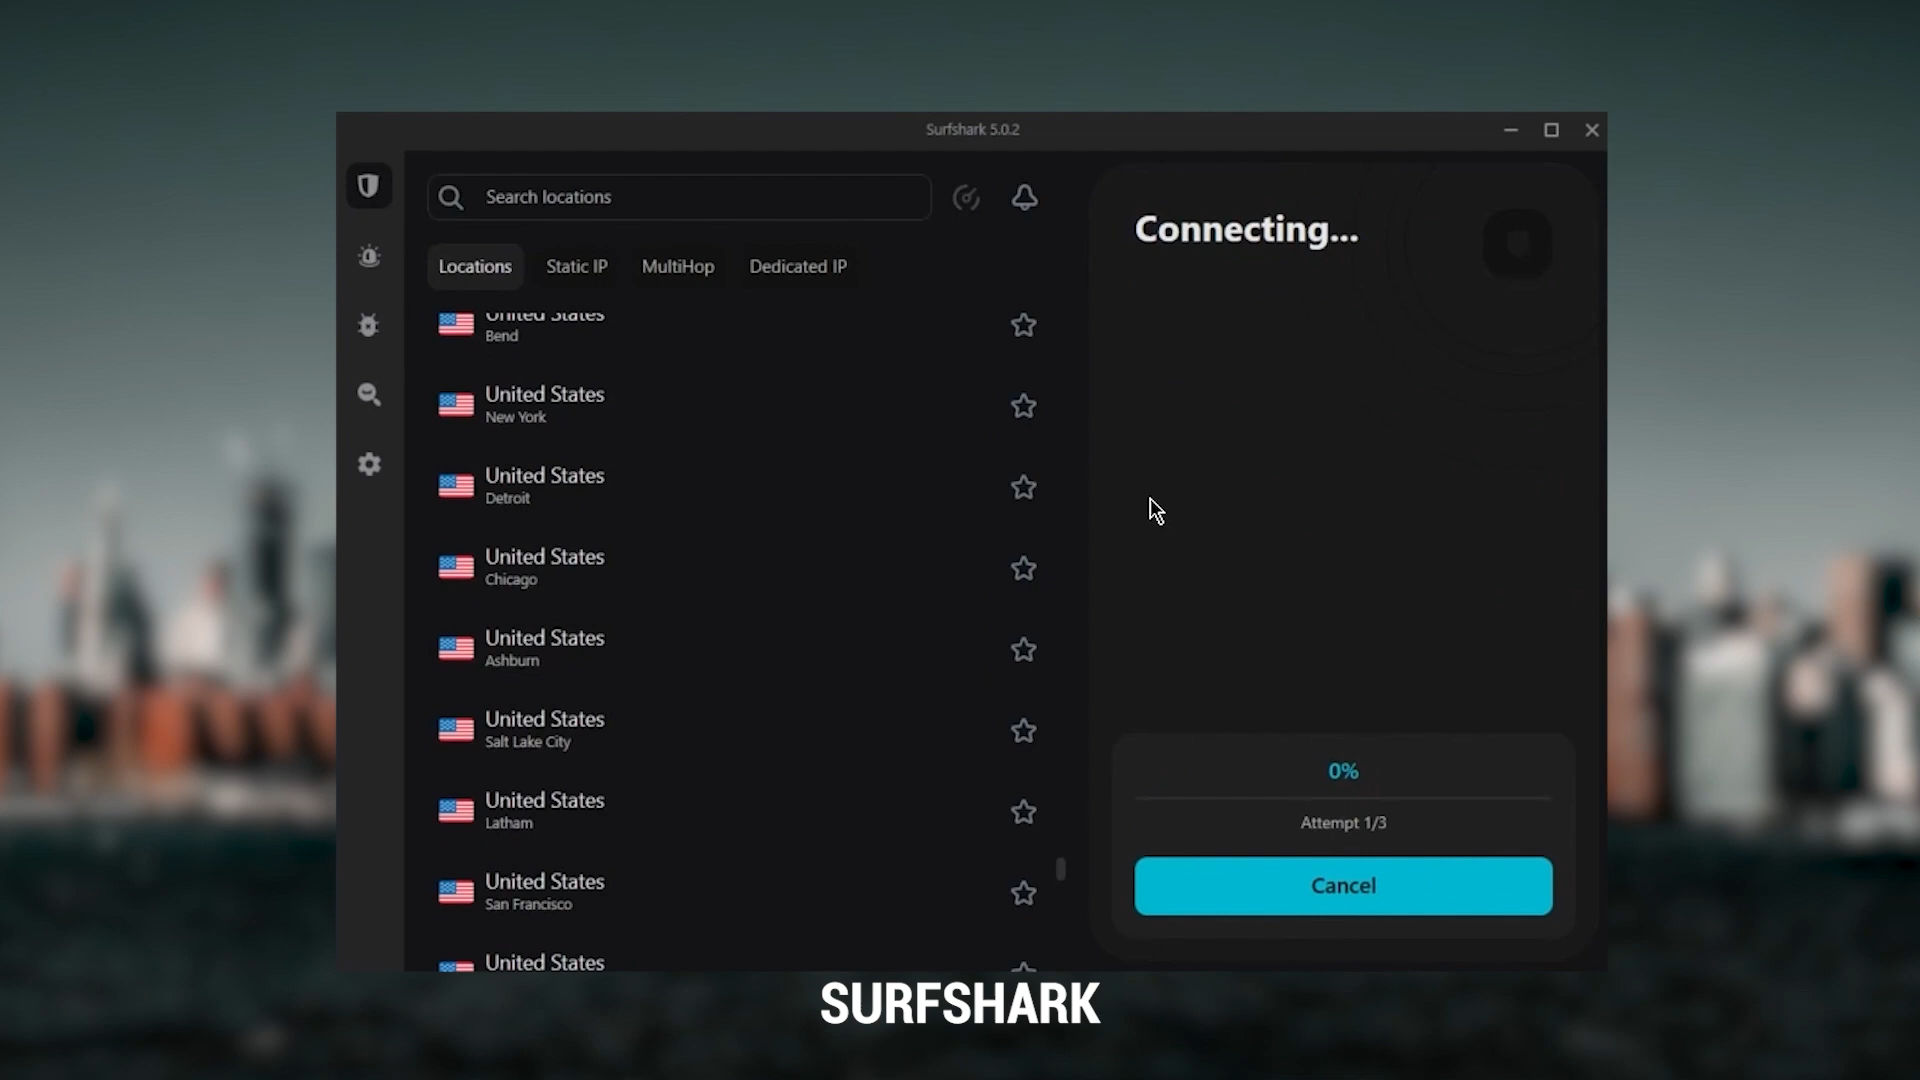 Surfshark 5.0.2
Search locations
Locations
Static IP
MultiHop
Dedicated IP
United States
Bend
United States
New York
United States
Detroit
United States
Chicago
United States
Ashburn
United States
Salt Lake City
United States
Latham
United States
San Francisco
United States
Connecting...
0%
Attempt 1/3
Cancel
SURFSHARK